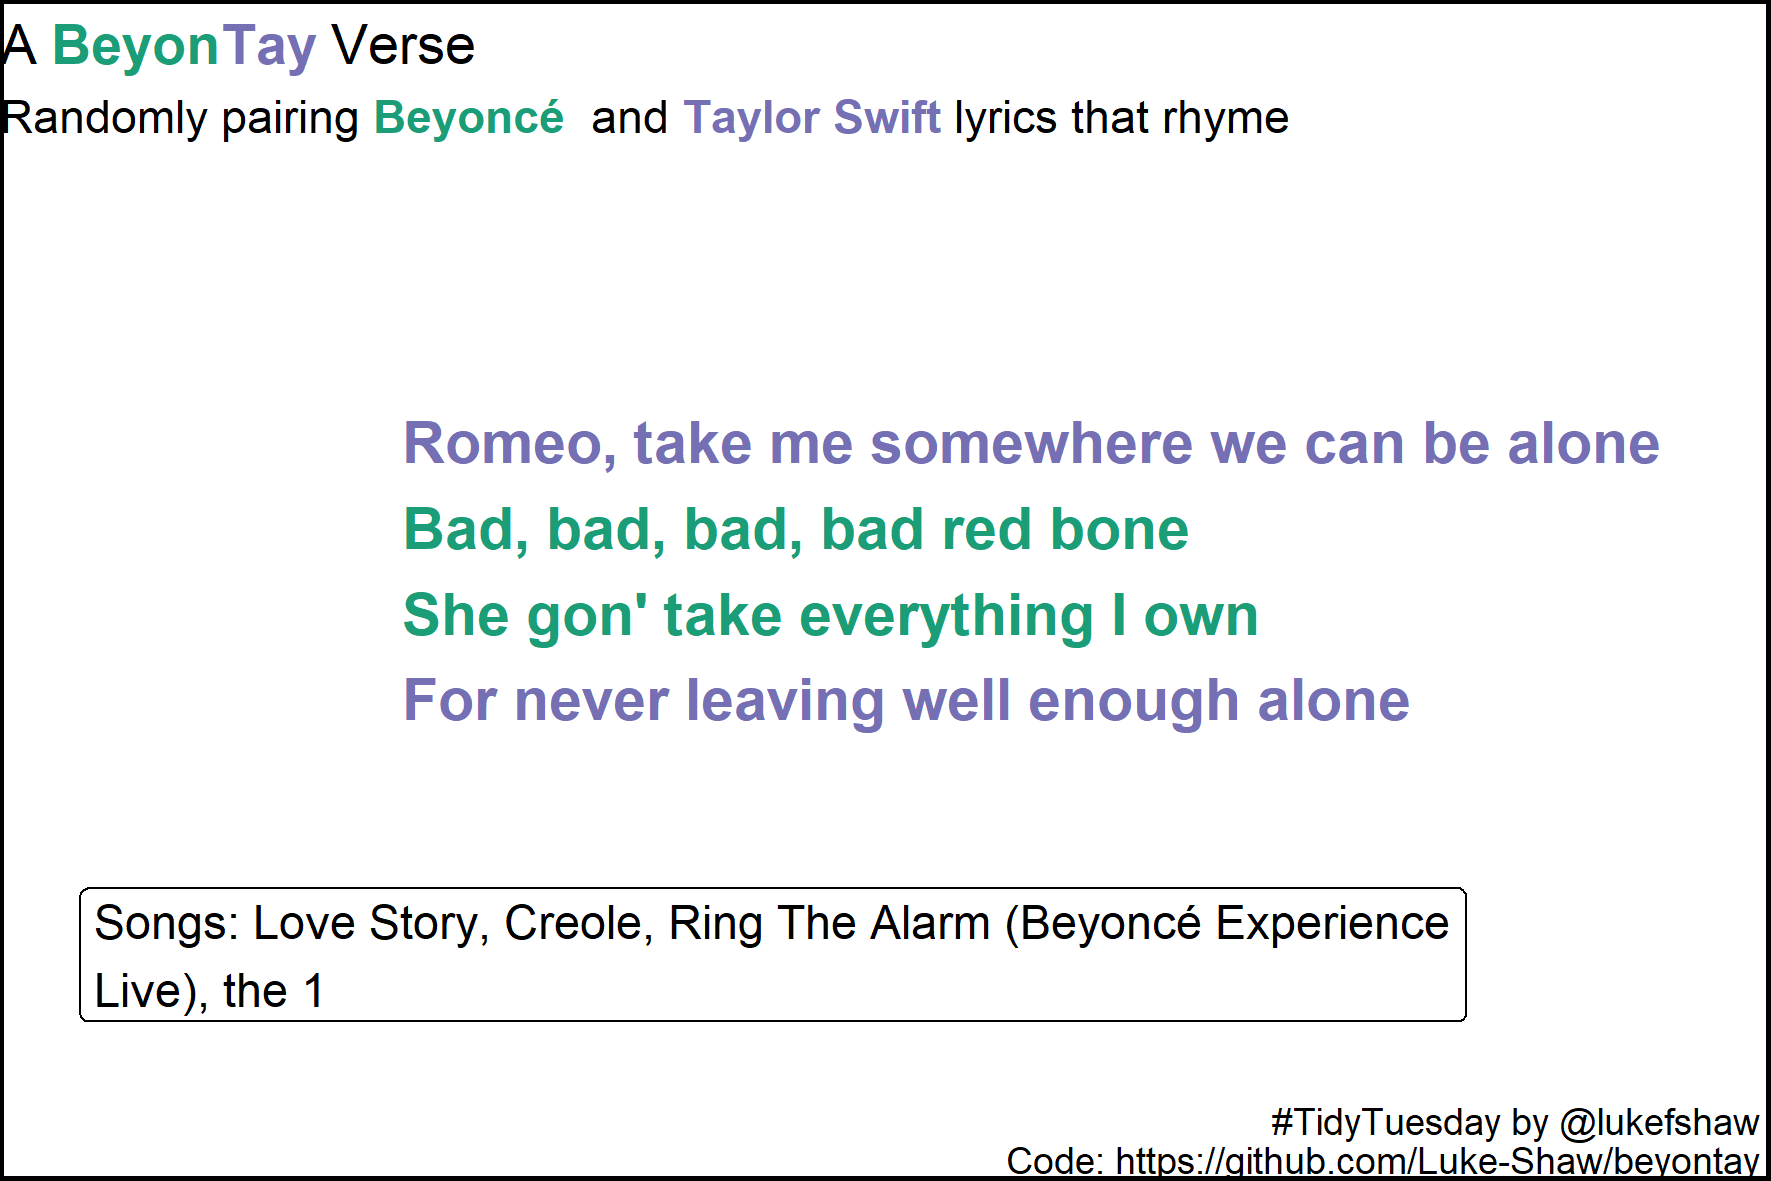 A BeyonTay Verse
Randomly pairing Beyoncé and Taylor Swift lyrics that rhyme
Romeo, take me somewhere we can be alone
Bad, bad, bad, bad red bone
She gon' take everything I own
For never leaving well enough alone
Songs: Love Story, Creole, Ring The Alarm (Beyoncé Experience
Live), the 1
#TidyTuesday by @lukefshaw
Code: https://github.com/Luke-Shaw/beyontay